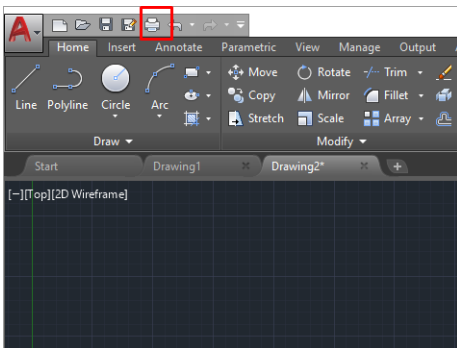 A
Home Insert Annotate Parametric View Manage Output
Line Polyline Circle Arc
Move Rotate Trim
Copy Mirror Fillet
Stretch Scale Array
Draw Modify
Start Drawing1 Drawing2*
[−][Top][2D Wireframe]